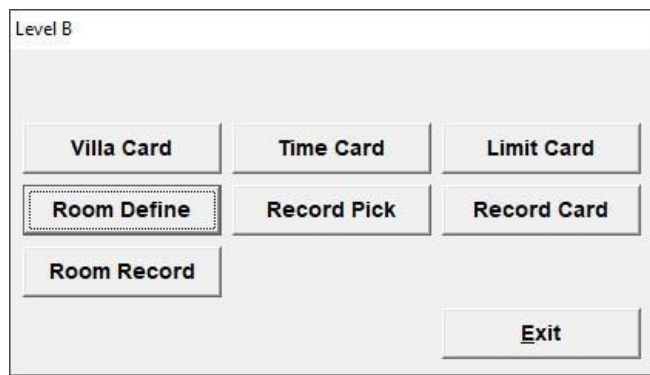 Level B
Villa Card Time Card Limit Card
Room Define Record Pick Record Card
Room Record
Exit